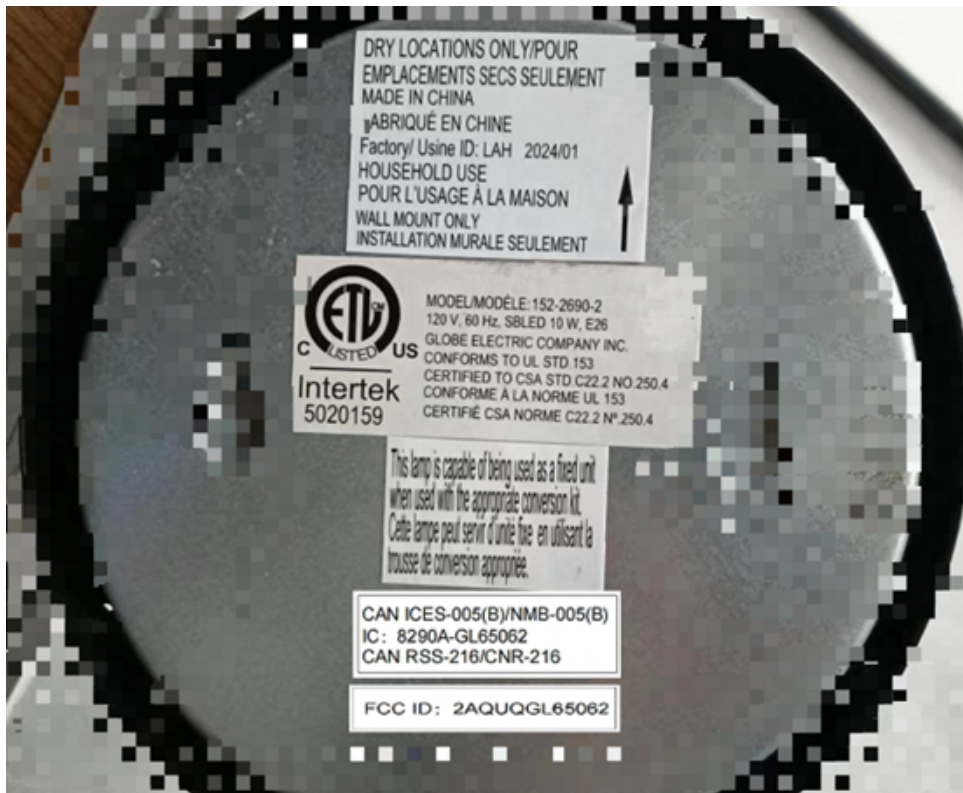 DRY LOCATIONS ONLY/POUR
EMPLACEMENTS SECS SEULEMENT
MADE IN CHINA
FABRIQUÉ EN CHINE
Factory/ Usine ID: LAH 2024/01
HOUSEHOLD USE
POUR L'USAGE À LA MAISON
WALL MOUNT ONLY
INSTALLATION MURALE SEULEMENT
ETL CM
C LISTED US
Intertek
5020159
MODEL/MODÈLE:152-2690-2
120 V, 60 Hz, SBLED 10 W, E26
GLOBE ELECTRIC COMPANY INC.
CONFORMS TO UL STD.153
CERTIFIED TO CSA STD.C22.2 NO.250.4
CONFORME À LA NORME UL 153
CERTIFIÉ CSA NORME C22.2 Nº.250.4
This lamp is capable of being used as a fixed unit
when used with the appropriate conversion kit.
Cette lampe peut servir d'unité fixe en utilisant la
trousse de conversion appropriée.
CAN ICES-005(B)/NMB-005(B)
IC: 8290A-GL65062
CAN RSS-216/CNR-216
FCC ID: 2AQUQGL65062